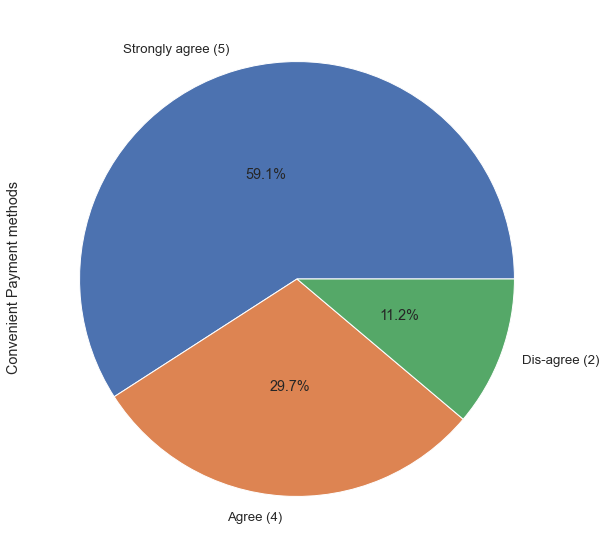 Strongly agree (5)
59.1%
Convenient Payment methods
11.2%
Dis-agree (2)
29.7%
Agree (4)